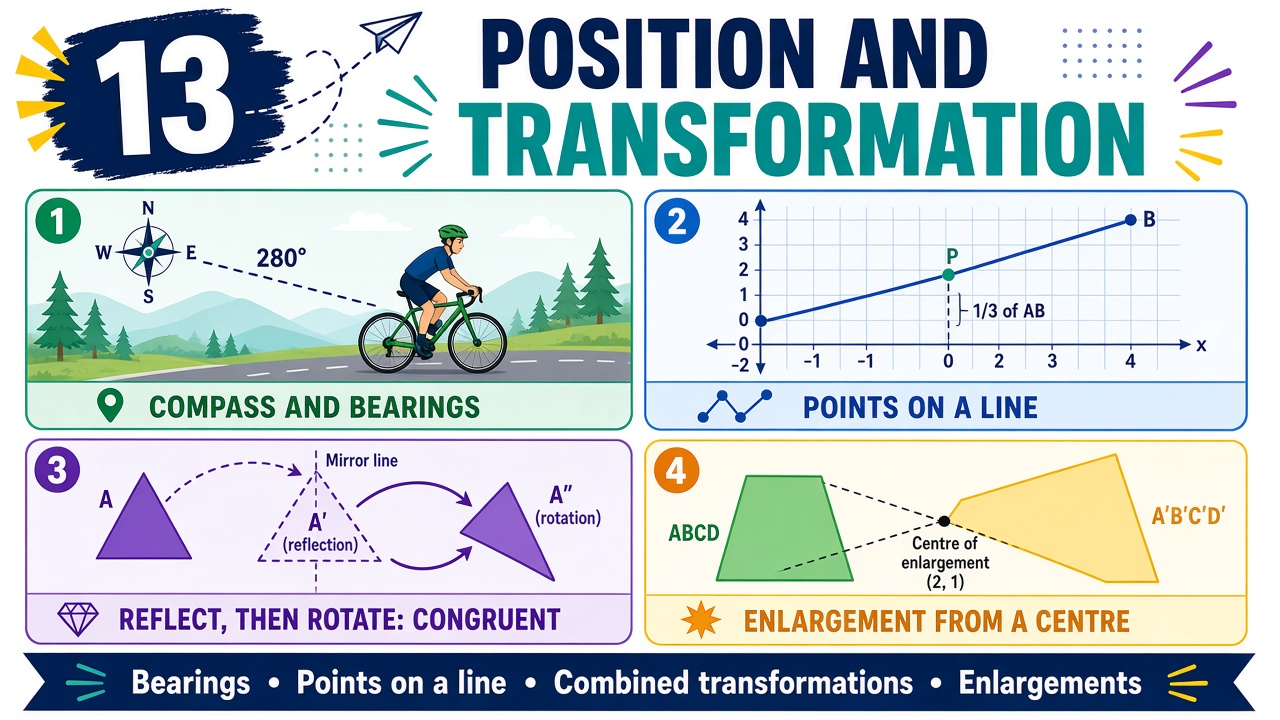 13
POSITION AND
TRANSFORMATION
1
N
W
E
S
280°
COMPASS AND BEARINGS
2
4
3
2
1
0
0
-2
P
B
1/3 of AB
x
-1
-1
0
2
3
4
POINTS ON A LINE
3
A
Mirror line
A′
(reflection)
A″
(rotation)
REFLECT, THEN ROTATE: CONGRUENT
4
ABCD
Centre of
enlargement
(2, 1)
A′B′C′D′
ENLARGEMENT FROM A CENTRE
Bearings • Points on a line • Combined transformations • Enlargements